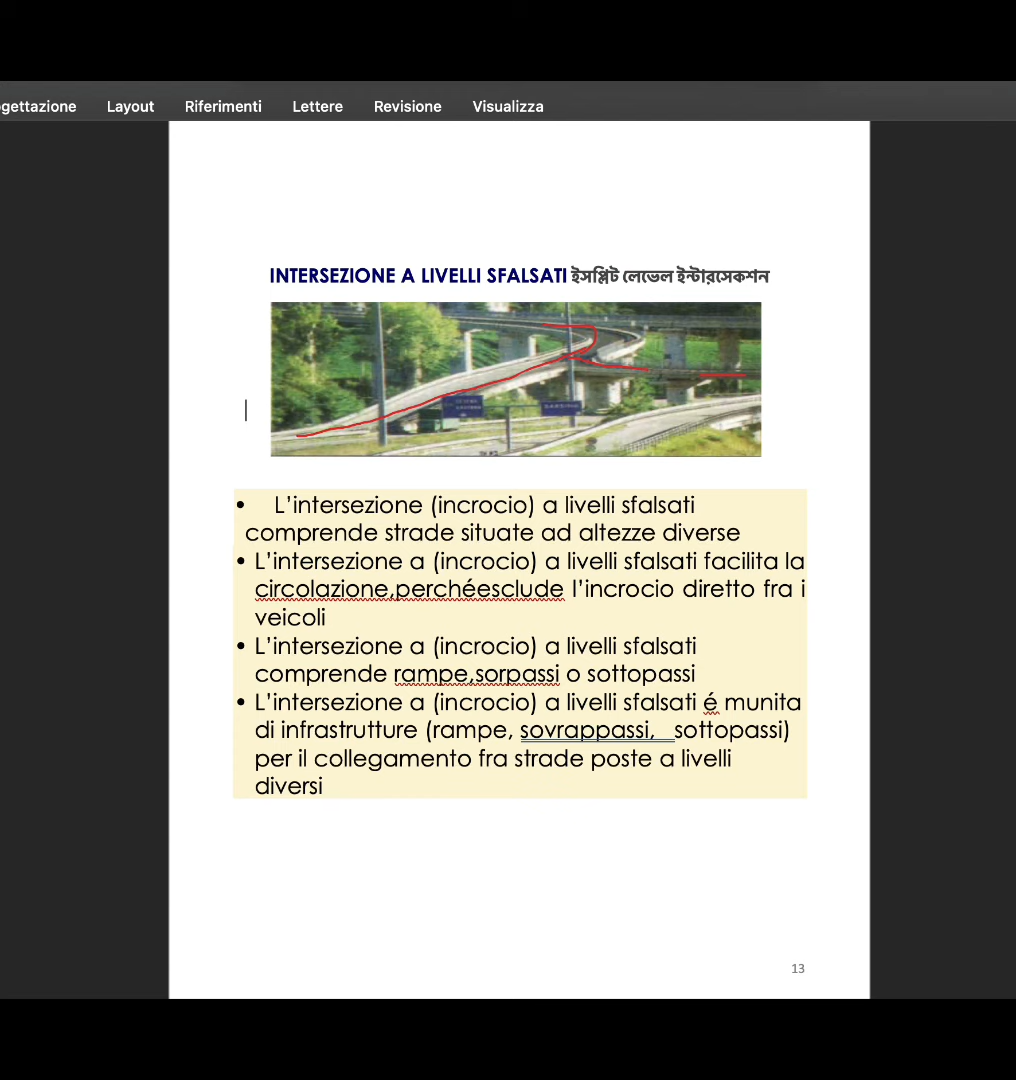 gettazione Layout Riferimenti Lettere Revisione Visualizza
INTERSEZIONE A LIVELLI SFALSATI ইসপ্লিট লেভেল ইন্টারসেকশন
• L’intersezione (incrocio) a livelli sfalsati
comprende strade situate ad altezze diverse
• L’intersezione a (incrocio) a livelli sfalsati facilita la
circolazione,perchéesclude l’incrocio diretto fra i
veicoli
• L’intersezione a (incrocio) a livelli sfalsati
comprende rampe,sorpassi o sottopassi
• L’intersezione a (incrocio) a livelli sfalsati é munita
di infrastrutture (rampe, sovrappassi, sottopassi)
per il collegamento fra strade poste a livelli
diversi
13